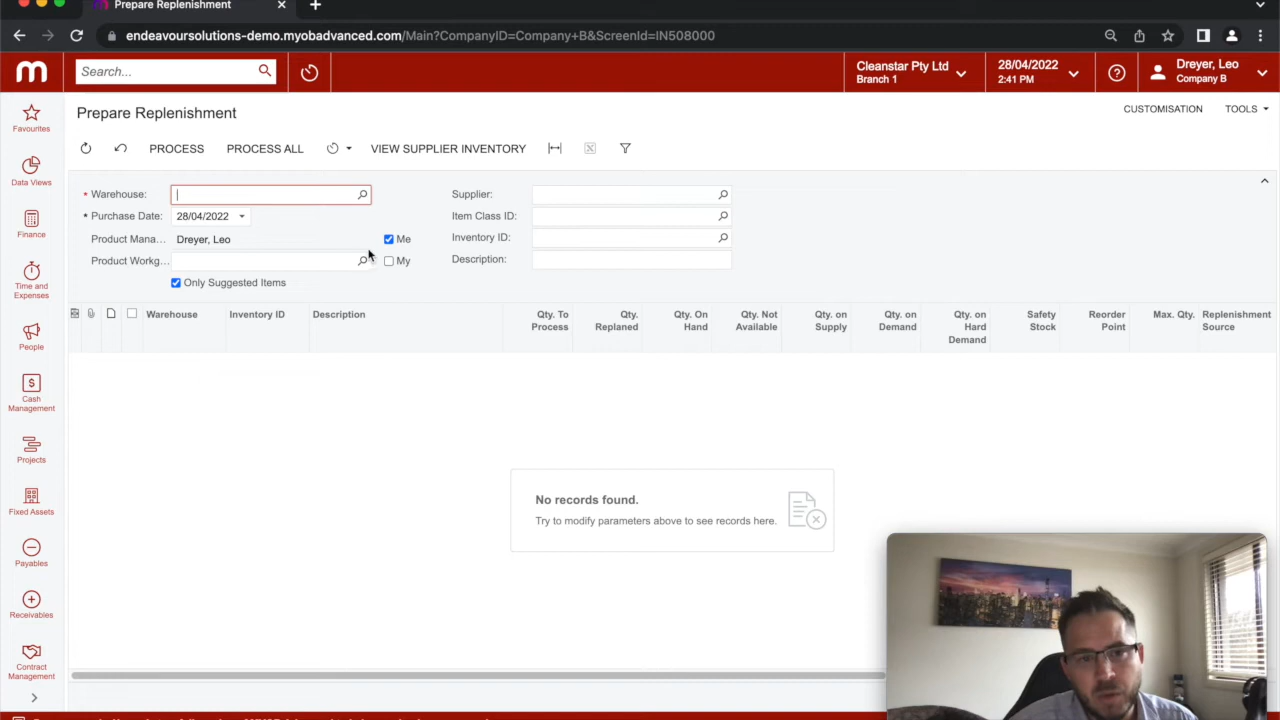 Prepare Replenishment
endeavoursolutions-demo.myobadvanced.com/Main?CompanyID=Company+B&ScreenId=IN508000
Search...
Cleanstar Pty Ltd
Branch 1
28/04/2022
2:41 PM
Dreyer, Leo
Company B
Favourites
Data Views
Finance
Time and
Expenses
People
Cash
Management
Projects
Fixed Assets
Payables
Receivables
Contract
Management
Prepare Replenishment
CUSTOMISATION TOOLS
PROCESS PROCESS ALL VIEW SUPPLIER INVENTORY
* Warehouse:
* Purchase Date: 28/04/2022
Product Mana... Dreyer, Leo Me
Product Workg... My
Only Suggested Items
Supplier:
Item Class ID:
Inventory ID:
Description:
Warehouse Inventory ID Description Qty. To Process Qty. Replaned Qty. On Hand Qty. Not Available Qty. on Supply Qty. on Demand Qty. on Hard Demand Safety Stock Reorder Point Max. Qty. Replenishment Source
No records found.
Try to modify parameters above to see records here.